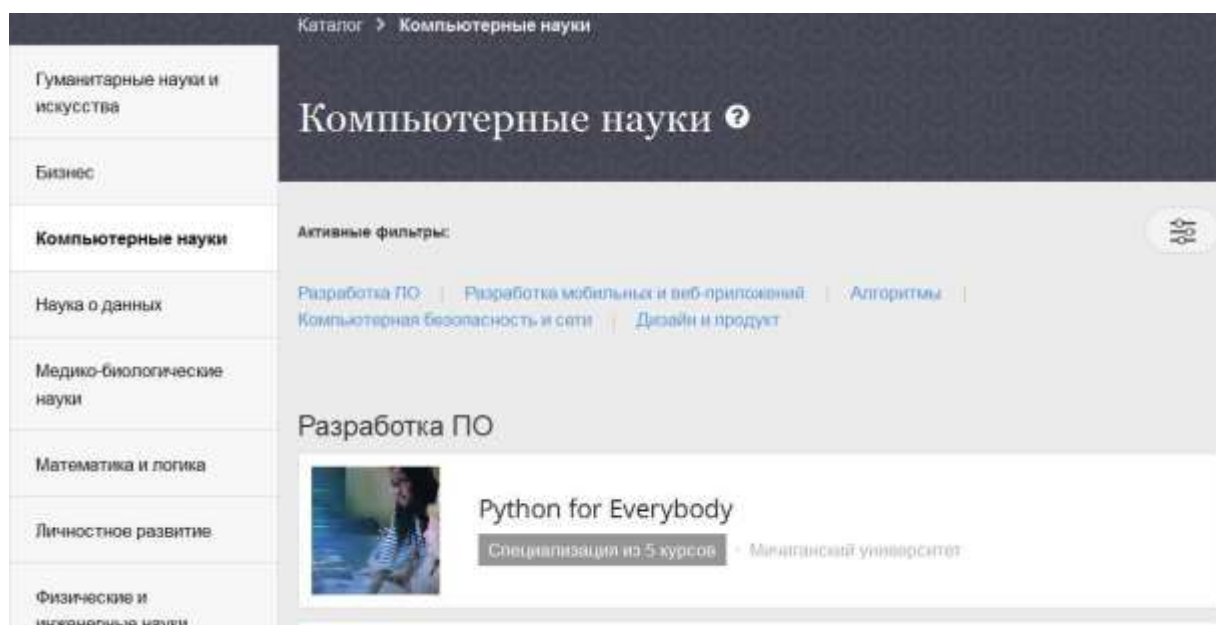 Каталог > Компьютерные науки
Гуманитарные науки и
искусства
Бизнес
Компьютерные науки
Наука о данных
Медико-биологические
науки
Математика и логика
Личностное развитие
Физические и
инженерные науки
Компьютерные науки ?
Активные фильтры:
Разработка ПО | Разработка мобильных и веб-приложений | Алгоритмы |
Компьютерная безопасность и сети | Дизайн и продукт
Разработка ПО
Python for Everybody
Специализация из 5 курсов · Мичиганский университет